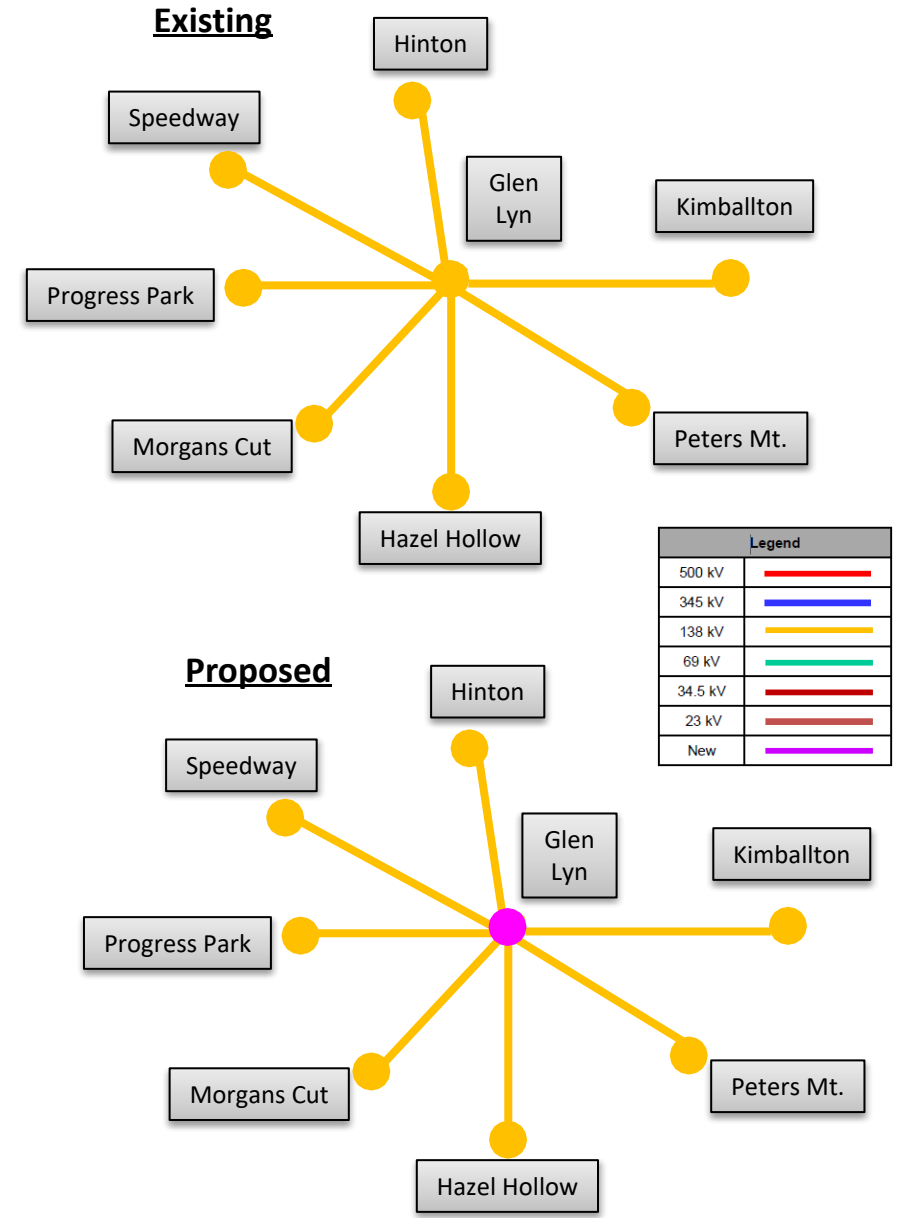 Existing
Hinton
Speedway
Glen
Lyn
Kimballton
Progress Park
Morgans Cut
Peters Mt.
Hazel Hollow
Legend
500 kV
345 kV
138 kV
69 kV
34.5 kV
23 kV
New
Proposed
Hinton
Speedway
Glen
Lyn
Kimballton
Progress Park
Morgans Cut
Peters Mt.
Hazel Hollow